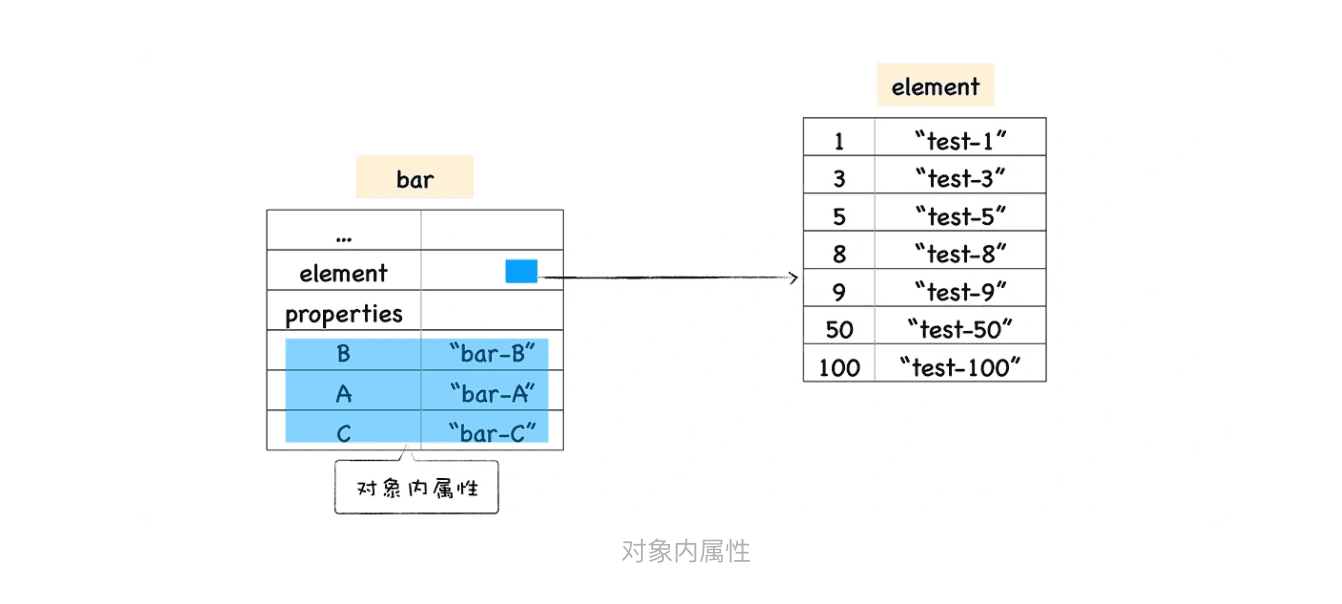 bar
...
element
properties
B “bar-B”
A “bar-A”
C “bar-C”
对象内属性
element
1 “test-1”
3 “test-3”
5 “test-5”
8 “test-8”
9 “test-9”
50 “test-50”
100 “test-100”
对象内属性